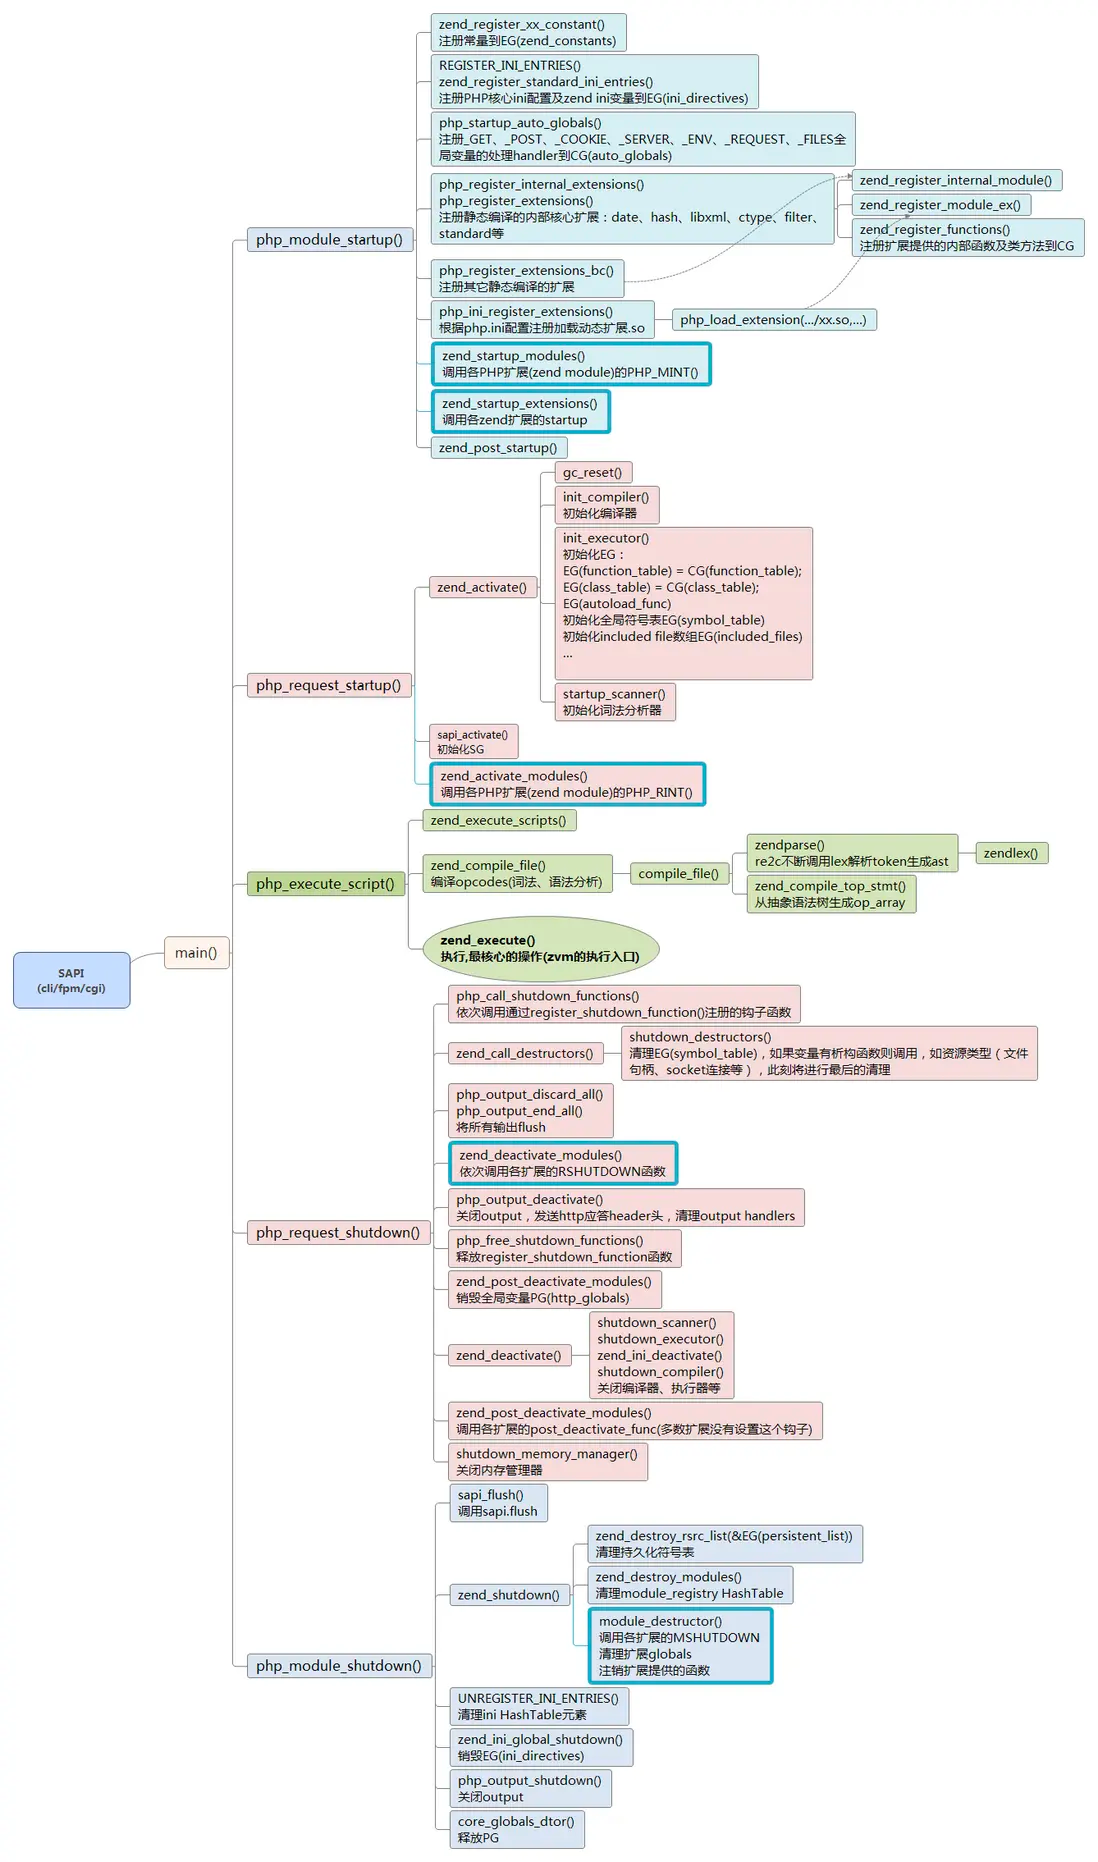 SAPI
(cli/fpm/cgi)
main()
php_module_startup()
zend_register_xx_constant()
注册常量到EG(zend_constants)
REGISTER_INI_ENTRIES()
zend_register_standard_ini_entries()
注册PHP核心ini配置及zend ini变量到EG(ini_directives)
php_startup_auto_globals()
注册_GET、_POST、_COOKIE、_SERVER、_ENV、_REQUEST、_FILES全
局变量的处理handler到CG(auto_globals)
php_register_internal_extensions()
php_register_extensions()
注册静态编译的内部核心扩展：date、hash、libxml、ctype、filter、
standard等
zend_register_internal_module()
zend_register_module_ex()
zend_register_functions()
注册扩展提供的内部函数及类方法到CG
php_register_extensions_bc()
注册其它静态编译的扩展
php_ini_register_extensions()
根据php.ini配置注册加载动态扩展.so
php_load_extension(.../xx.so,...)
zend_startup_modules()
调用各PHP扩展(zend module)的PHP_MINT()
zend_startup_extensions()
调用各zend扩展的startup
zend_post_startup()
php_request_startup()
zend_activate()
gc_reset()
init_compiler()
初始化编译器
init_executor()
初始化EG：
EG(function_table) = CG(function_table);
EG(class_table) = CG(class_table);
EG(autoload_func)
初始化全局符号表EG(symbol_table)
初始化included file数组EG(included_files)
...
startup_scanner()
初始化词法分析器
sapi_activate()
初始化SG
zend_activate_modules()
调用各PHP扩展(zend module)的PHP_RINT()
php_execute_script()
zend_execute_scripts()
zend_compile_file()
编译opcodes(词法、语法分析)
compile_file()
zendparse()
re2c不断调用lex解析token生成ast
zendlex()
zend_compile_top_stmt()
从抽象语法树生成op_array
zend_execute()
执行,最核心的操作(zvm的执行入口)
php_request_shutdown()
php_call_shutdown_functions()
依次调用通过register_shutdown_function()注册的钩子函数
zend_call_destructors()
shutdown_destructors()
清理EG(symbol_table)，如果变量有析构函数则调用，如资源类型（文件
句柄、socket连接等），此刻将进行最后的清理
php_output_discard_all()
php_output_end_all()
将所有输出flush
zend_deactivate_modules()
依次调用各扩展的RSHUTDOWN函数
php_output_deactivate()
关闭output，发送http应答header头，清理output handlers
php_free_shutdown_functions()
释放register_shutdown_function函数
zend_post_deactivate_modules()
销毁全局变量PG(http_globals)
zend_deactivate()
shutdown_scanner()
shutdown_executor()
zend_ini_deactivate()
shutdown_compiler()
关闭编译器、执行器等
zend_post_deactivate_modules()
调用各扩展的post_deactivate_func(多数扩展没有设置这个钩子)
shutdown_memory_manager()
关闭内存管理器
php_module_shutdown()
sapi_flush()
调用sapi.flush
zend_shutdown()
zend_destroy_rsrc_list(&EG(persistent_list))
清理持久化符号表
zend_destroy_modules()
清理module_registry HashTable
module_destructor()
调用各扩展的MSHUTDOWN
清理扩展globals
注销扩展提供的函数
UNREGISTER_INI_ENTRIES()
清理ini HashTable元素
zend_ini_global_shutdown()
销毁EG(ini_directives)
php_output_shutdown()
关闭output
core_globals_dtor()
释放PG